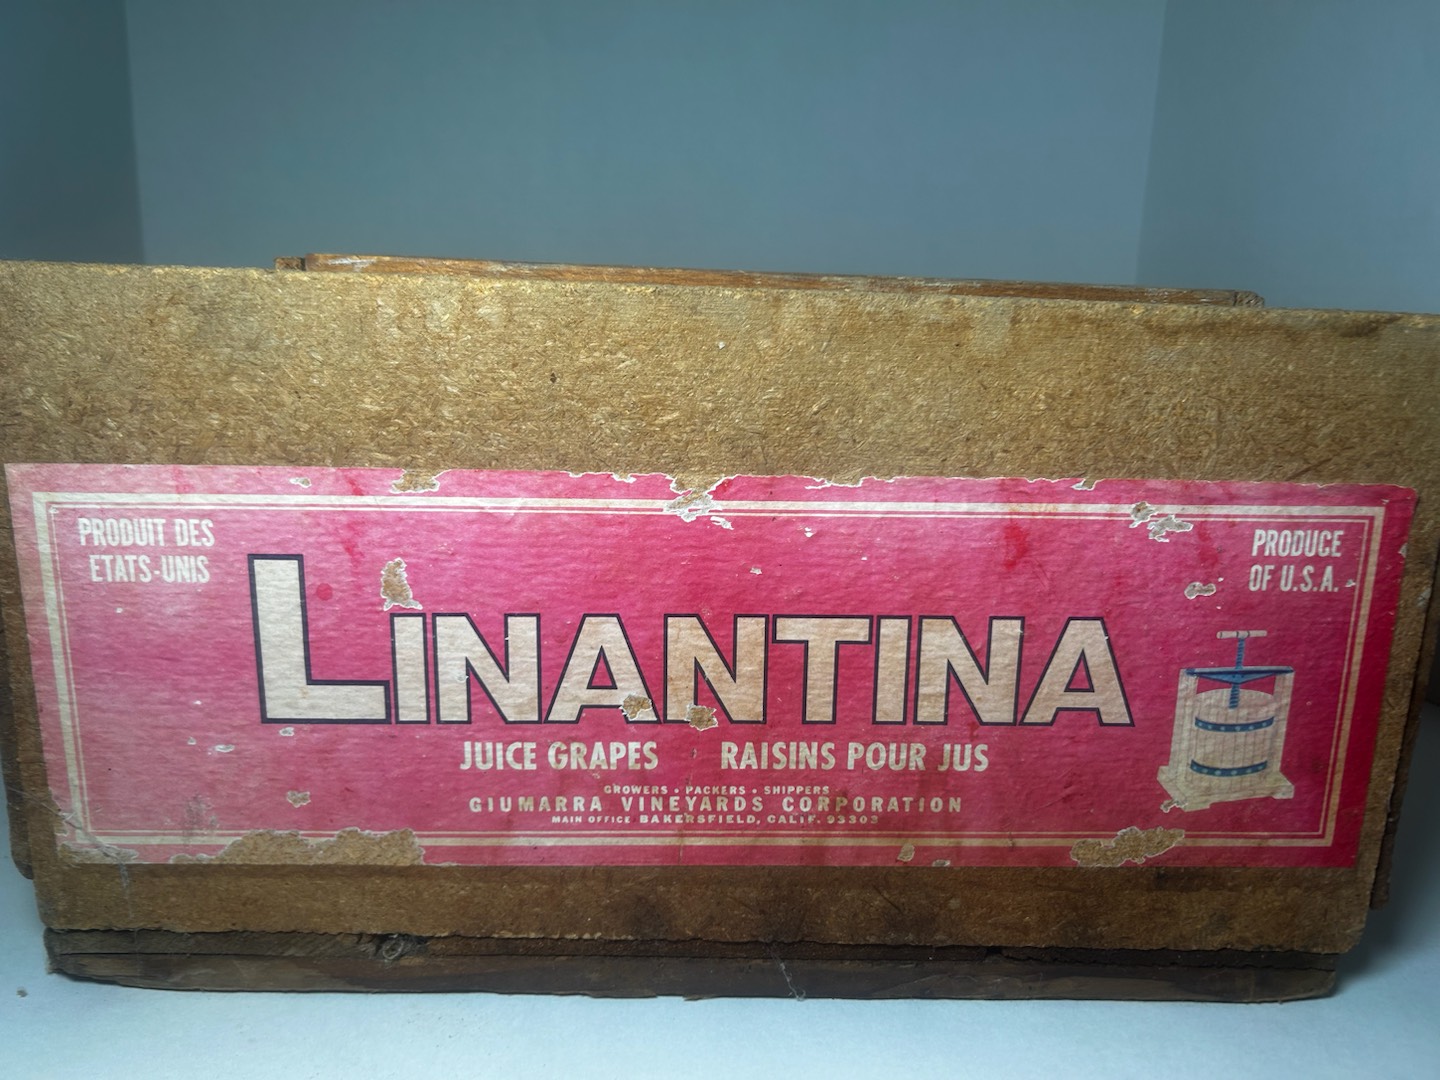 PRODUIT DES
ETATS-UNIS
PRODUCE
OF U.S.A.
LINANTINA
JUICE GRAPES RAISINS POUR JUS
GROWERS • PACKERS • SHIPPERS
GIUMARRA VINEYARDS CORPORATION
MAIN OFFICE BAKERSFIELD, CALIF. 93303